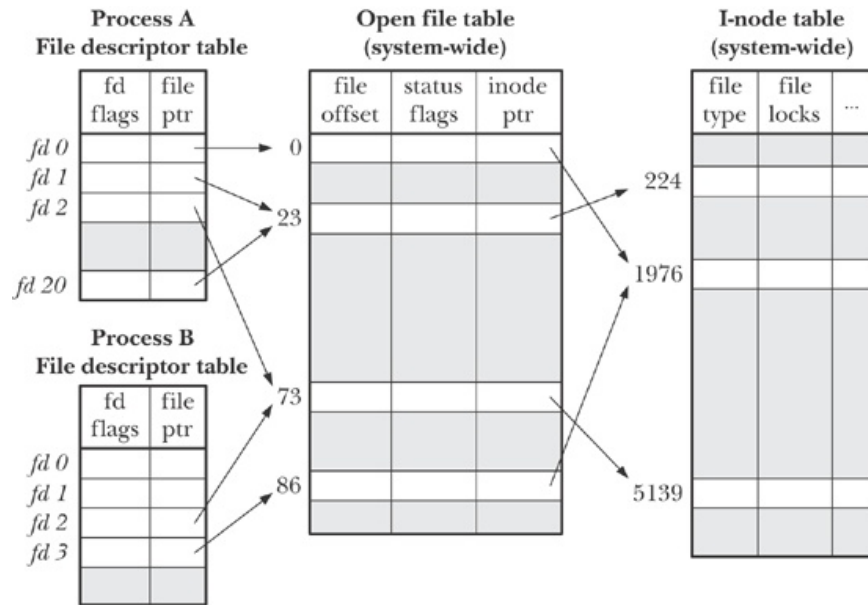 Process A
File descriptor table
fd flags
file ptr
fd 0
fd 1
fd 2
fd 20
Process B
File descriptor table
fd flags
file ptr
fd 0
fd 1
fd 2
fd 3
Open file table
(system-wide)
file offset
status flags
inode ptr
0
23
73
86
I-node table
(system-wide)
file type
file locks
...
224
1976
5139